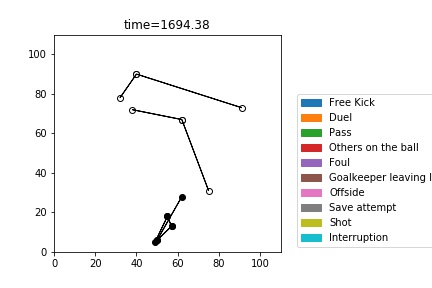 time=1694.38
100
80
60
40
20
0
0 20 40 60 80 100
Free Kick
Duel
Pass
Others on the ball
Foul
Goalkeeper leaving l
Offside
Save attempt
Shot
Interruption